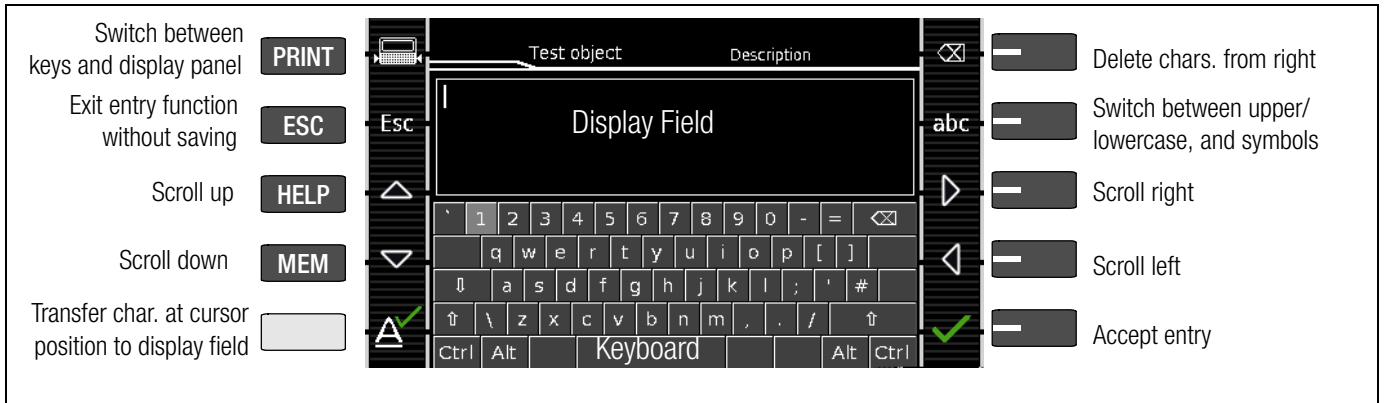 Switch between
keys and display panel
PRINT
Exit entry function
without saving
ESC
Scroll up
HELP
Scroll down
MEM
Transfer char. at cursor
position to display field
Test object Description
Esc
Display Field
abc
` 1 2 3 4 5 6 7 8 9 0 - =
q w e r t y u i o p [ ]
a s d f g h j k l ; ' #
\ z x c v b n m , . /
Ctrl Alt Keyboard Alt Ctrl
A
Delete chars. from right
Switch between upper/
lowercase, and symbols
Scroll right
Scroll left
Accept entry